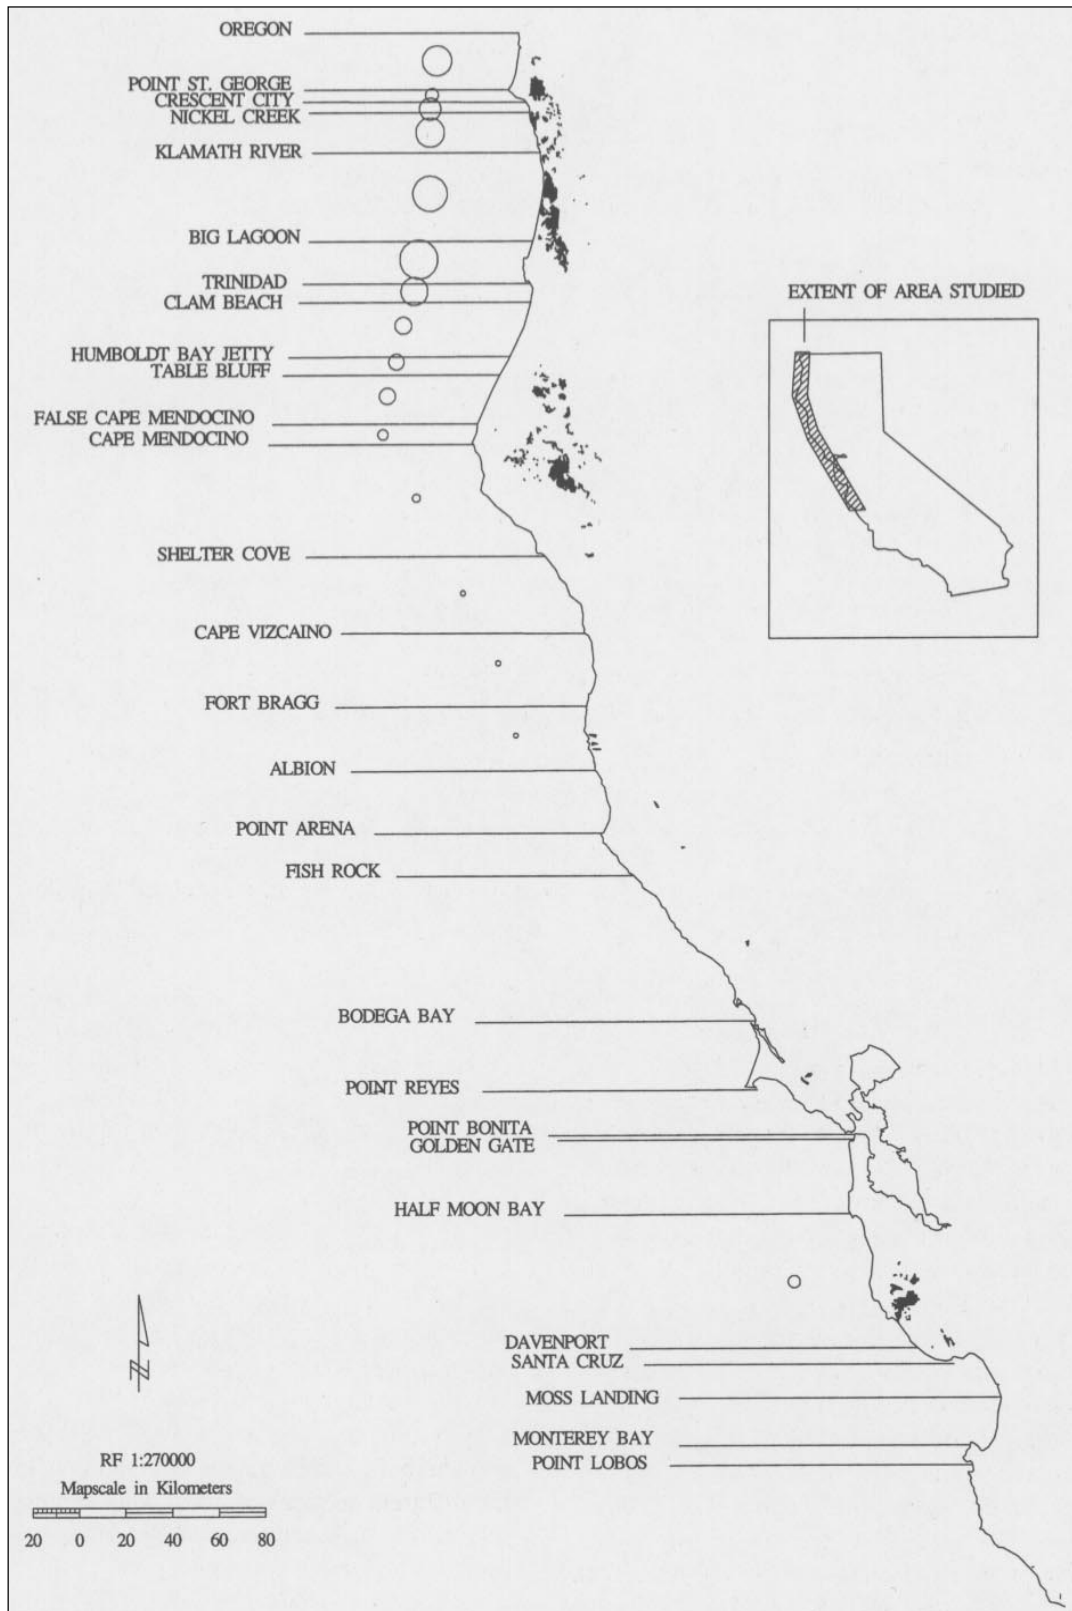 OREGON
POINT ST. GEORGE
CRESCENT CITY
NICKEL CREEK
KLAMATH RIVER
BIG LAGOON
TRINIDAD
CLAM BEACH
EXTENT OF AREA STUDIED
HUMBOLDT BAY JETTY
TABLE BLUFF
FALSE CAPE MENDOCINO
CAPE MENDOCINO
SHELTER COVE
CAPE VIZCAINO
FORT BRAGG
ALBION
POINT ARENA
FISH ROCK
BODEGA BAY
POINT REYES
POINT BONITA
GOLDEN GATE
HALF MOON BAY
DAVENPORT
SANTA CRUZ
MOSS LANDING
MONTEREY BAY
POINT LOBOS
N
RF 1:270000
Mapscale in Kilometers
20 0 20 40 60 80